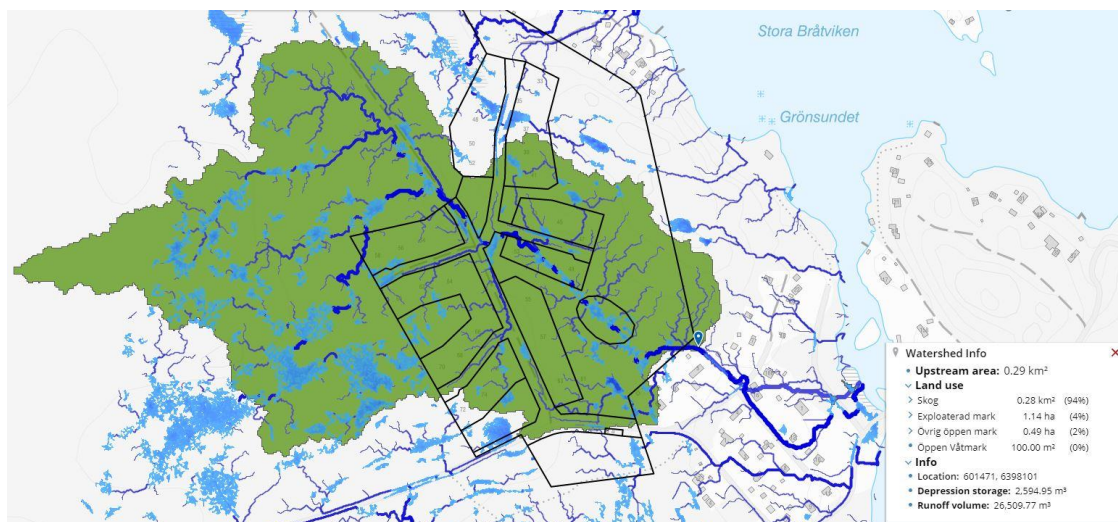 Stora Bråtviken
Grönsundet
Watershed Info
Upstream area: 0.29 km²
Land use
Skog 0.28 km² (94%)
Exploaterad mark 1.14 ha (4%)
Övrig öppen mark 0.49 ha (2%)
Öppen Våtmark 100.00 m² (0%)
Info
Location: 601471, 6398101
Depression storage: 2,594.95 m³
Runoff volume: 26,509.77 m³